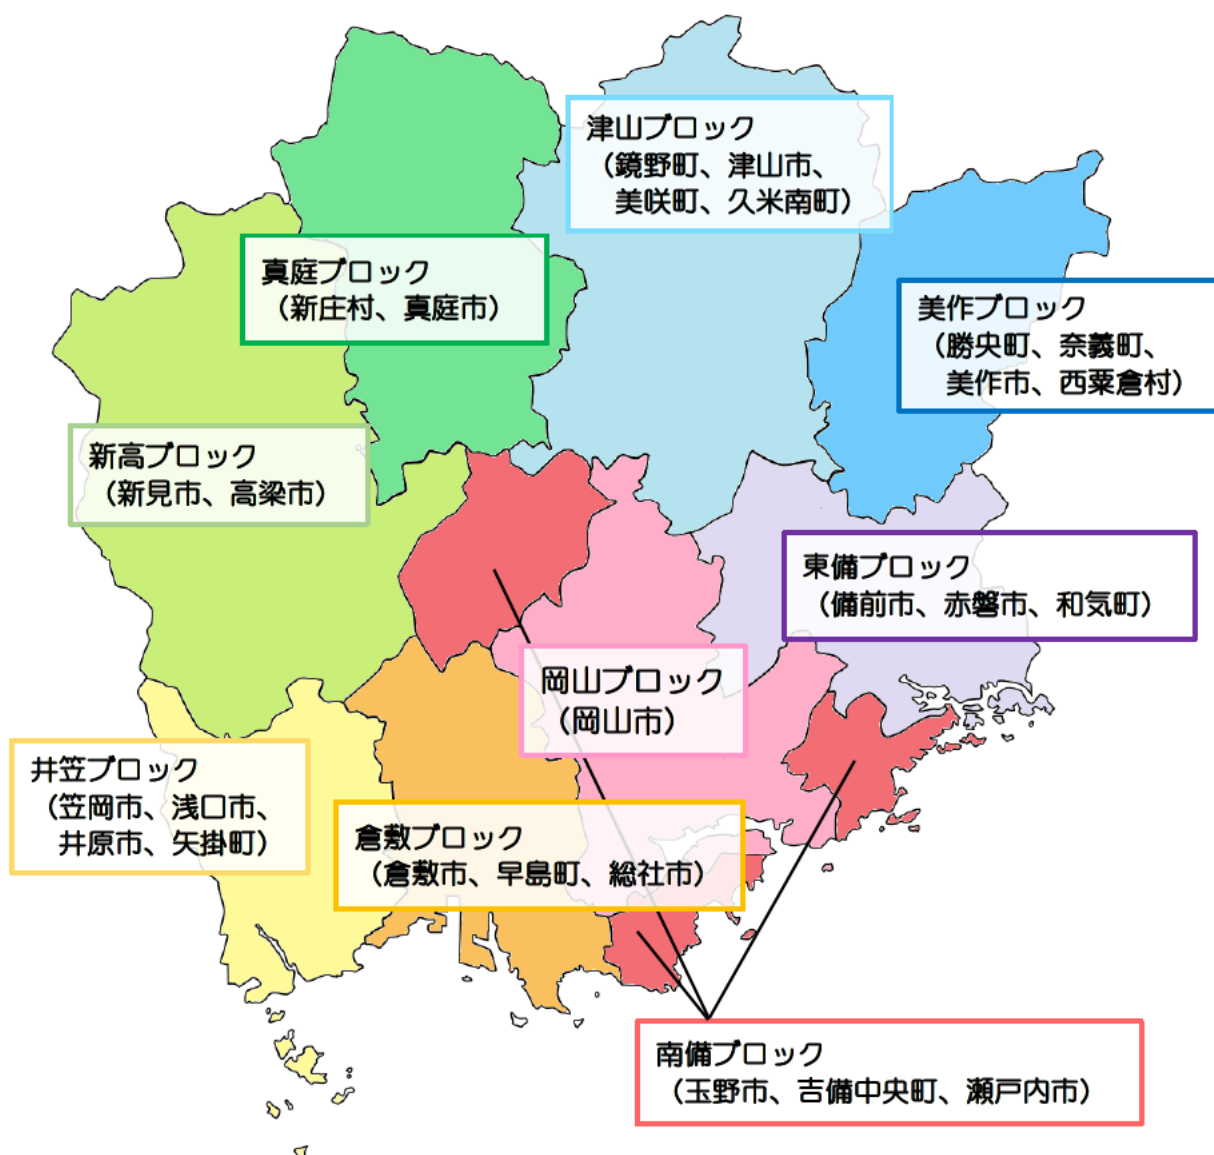 津山ブロック
（鏡野町、津山市、
美咲町、久米南町）
真庭ブロック
（新庄村、真庭市）
美作ブロック
（勝央町、奈義町、
美作市、西粟倉村）
新高ブロック
（新見市、高梁市）
東備ブロック
（備前市、赤磐市、和気町）
岡山ブロック
（岡山市）
井笠ブロック
（笠岡市、浅口市、
井原市、矢掛町）
倉敷ブロック
（倉敷市、早島町、総社市）
南備ブロック
（玉野市、吉備中央町、瀬戸内市）